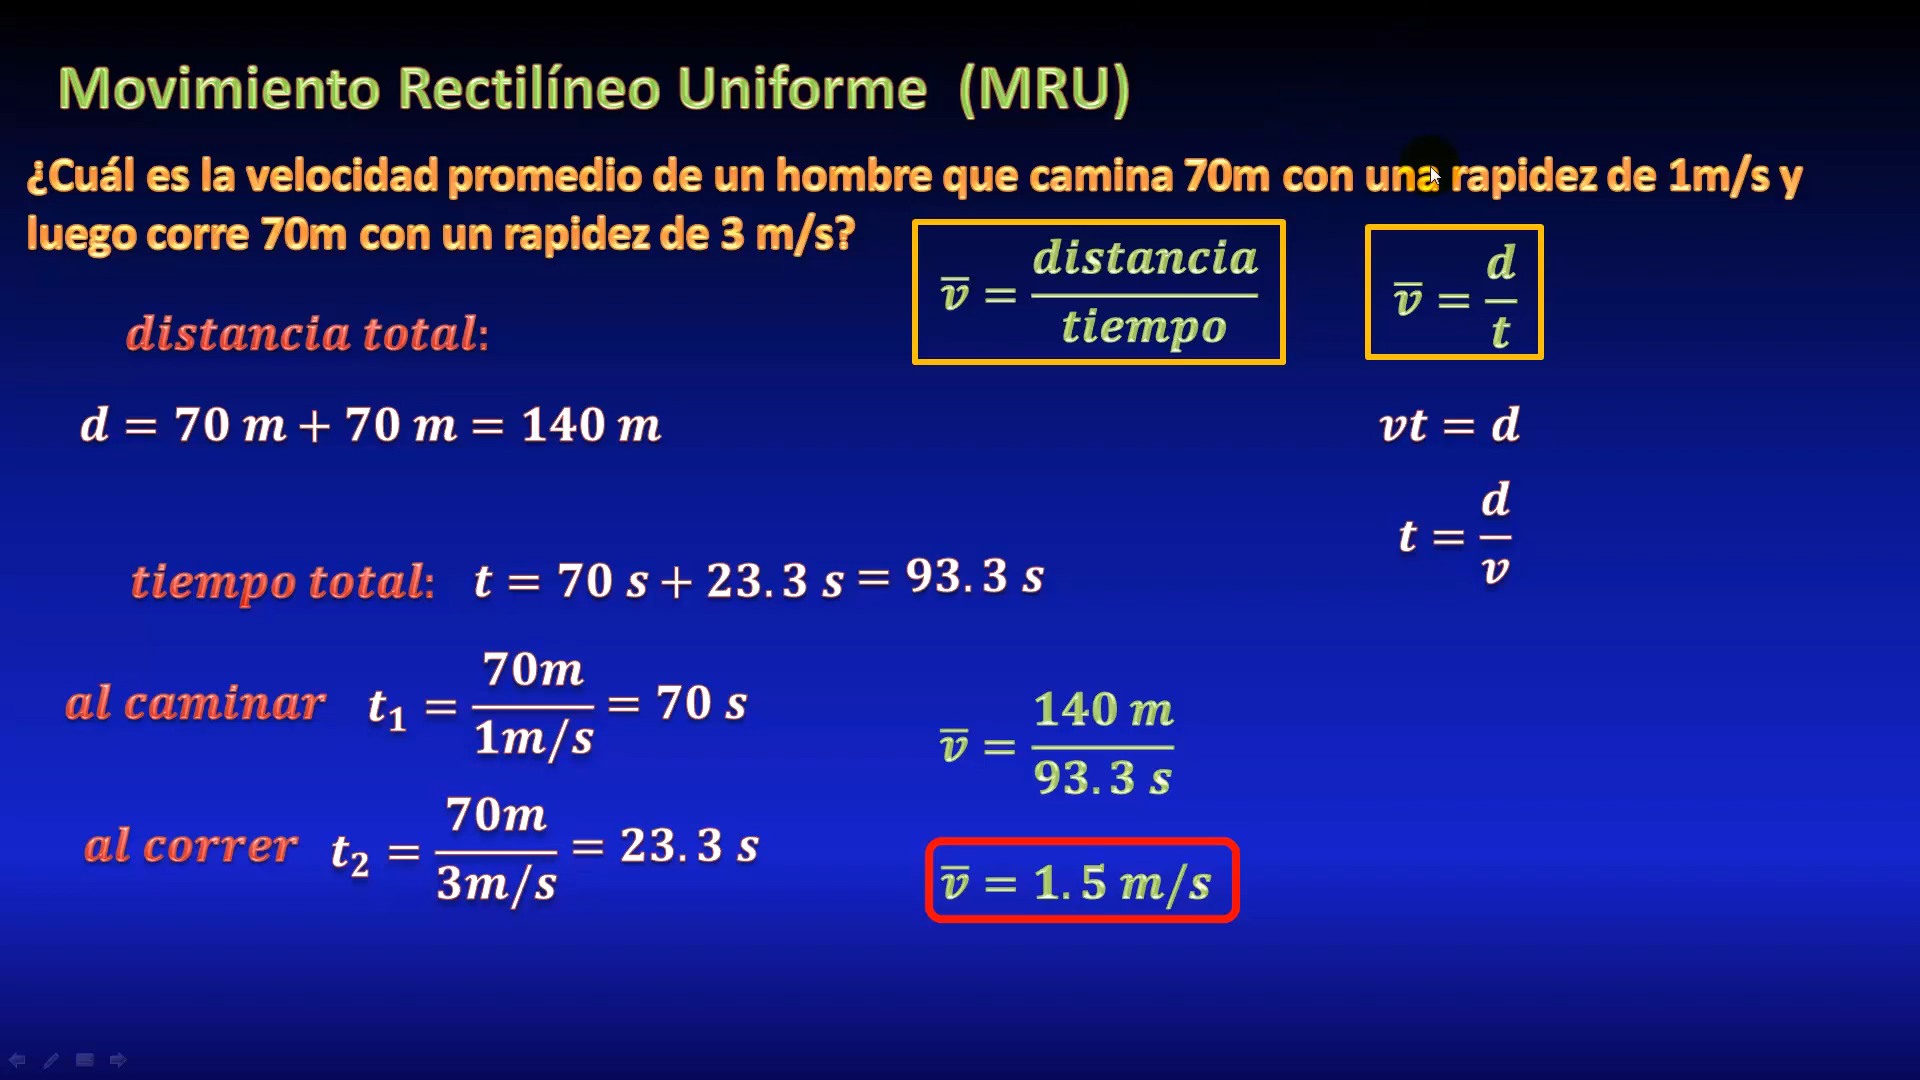 Movimiento Rectilíneo Uniforme (MRU)
¿Cuál es la velocidad promedio de un hombre que camina 70m con una rapidez de 1m/s y
luego corre 70m con un rapidez de 3 m/s?
v̅ = distancia / tiempo
v̅ = d / t
distancia total:
d = 70 m + 70 m = 140 m
vt = d
t = d / v
tiempo total: t = 70 s + 23.3 s = 93.3 s
al caminar t₁ = 70m / 1m/s = 70 s
v̅ = 140 m / 93.3 s
al correr t₂ = 70m / 3m/s = 23.3 s
v̅ = 1.5 m/s